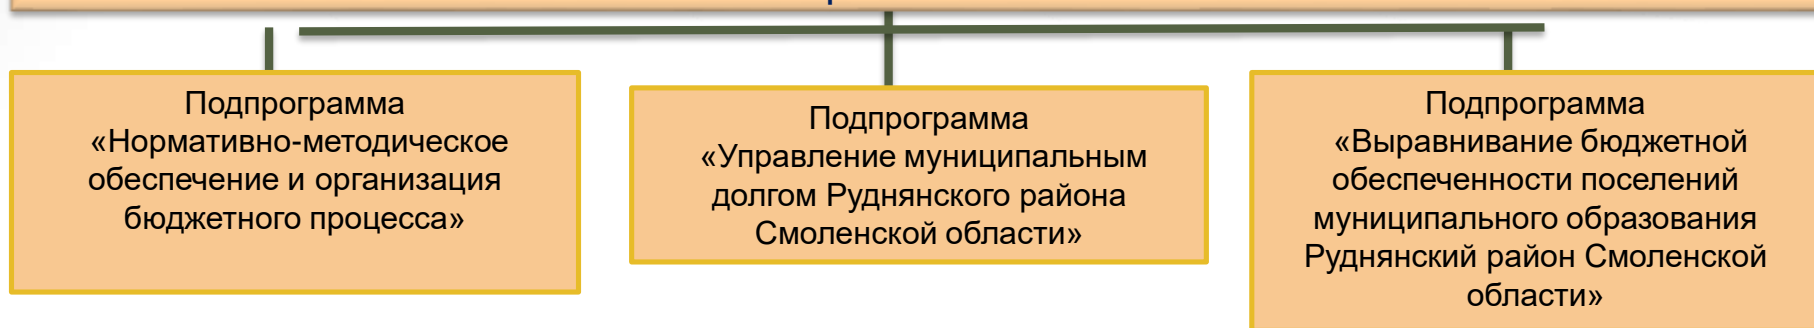 Подпрограмма
«Нормативно-методическое
обеспечение и организация
бюджетного процесса»
Подпрограмма
«Управление муниципальным
долгом Руднянского района
Смоленской области»
Подпрограмма
«Выравнивание бюджетной
обеспеченности поселений
муниципального образования
Руднянский район Смоленской
области»